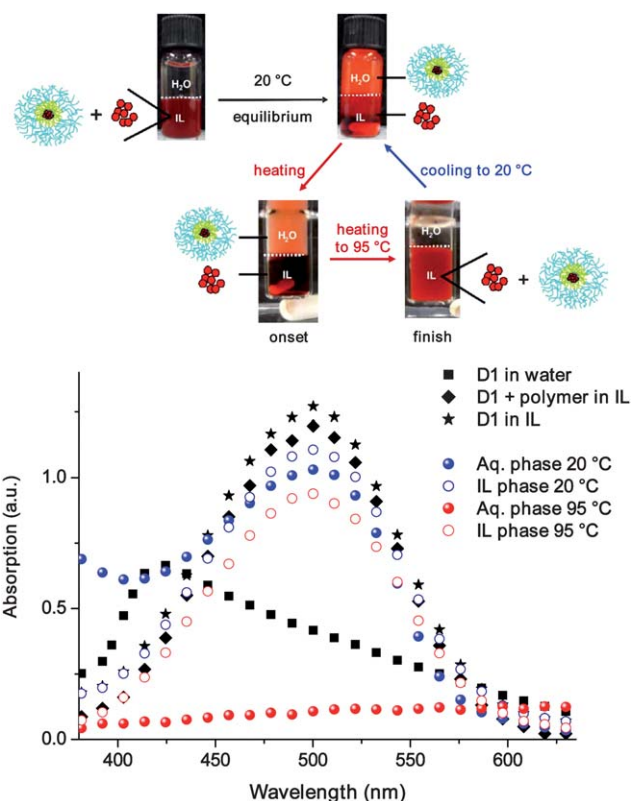 H₂O
IL
+
20 °C
equilibrium
H₂O
IL
heating
cooling to 20 °C
H₂O
IL
heating
to 95 °C
H₂O
IL
+
onset
finish
D1 in water
D1 + polymer in IL
D1 in IL
Aq. phase 20 °C
IL phase 20 °C
Aq. phase 95 °C
IL phase 95 °C
Absorption (a.u.)
1.0
0.5
0.0
400
450
500
550
600
Wavelength (nm)